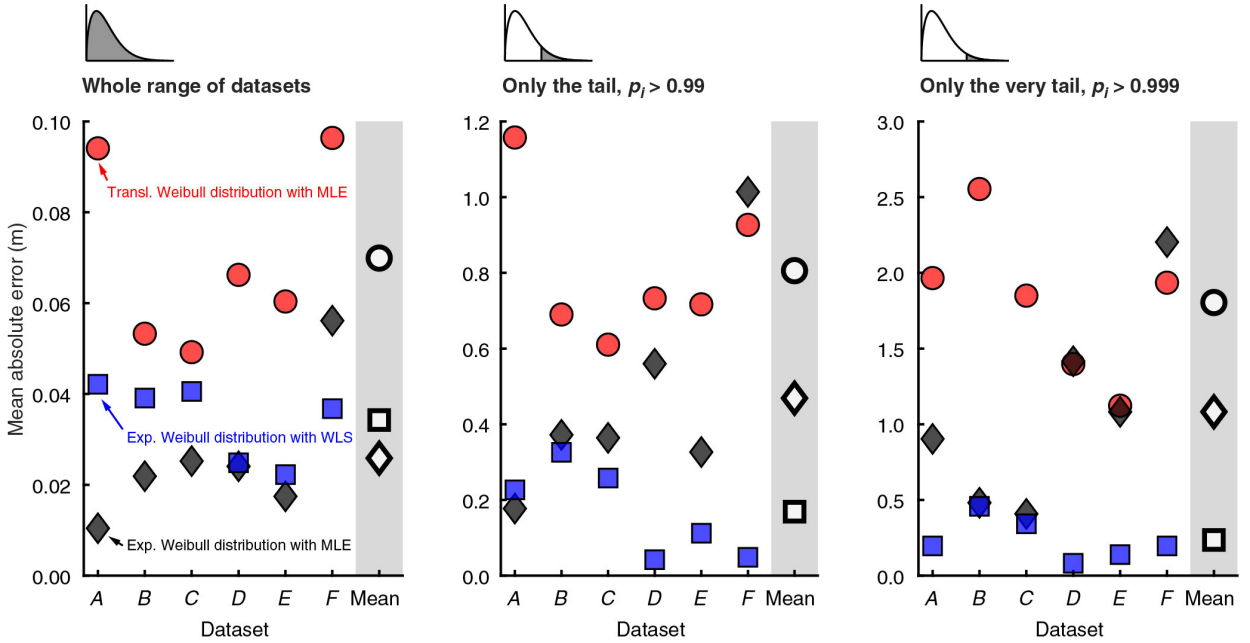 Whole range of datasets
Only the tail, pi > 0.99
Only the very tail, pi > 0.999
Mean absolute error (m)
0.10
0.08
0.06
0.04
0.02
0.00
Transl. Weibull distribution with MLE
Exp. Weibull distribution with WLS
Exp. Weibull distribution with MLE
A B C D E F Mean
Dataset
1.2
1.0
0.8
0.6
0.4
0.2
0.0
A B C D E F Mean
Dataset
3.0
2.5
2.0
1.5
1.0
0.5
0.0
A B C D E F Mean
Dataset